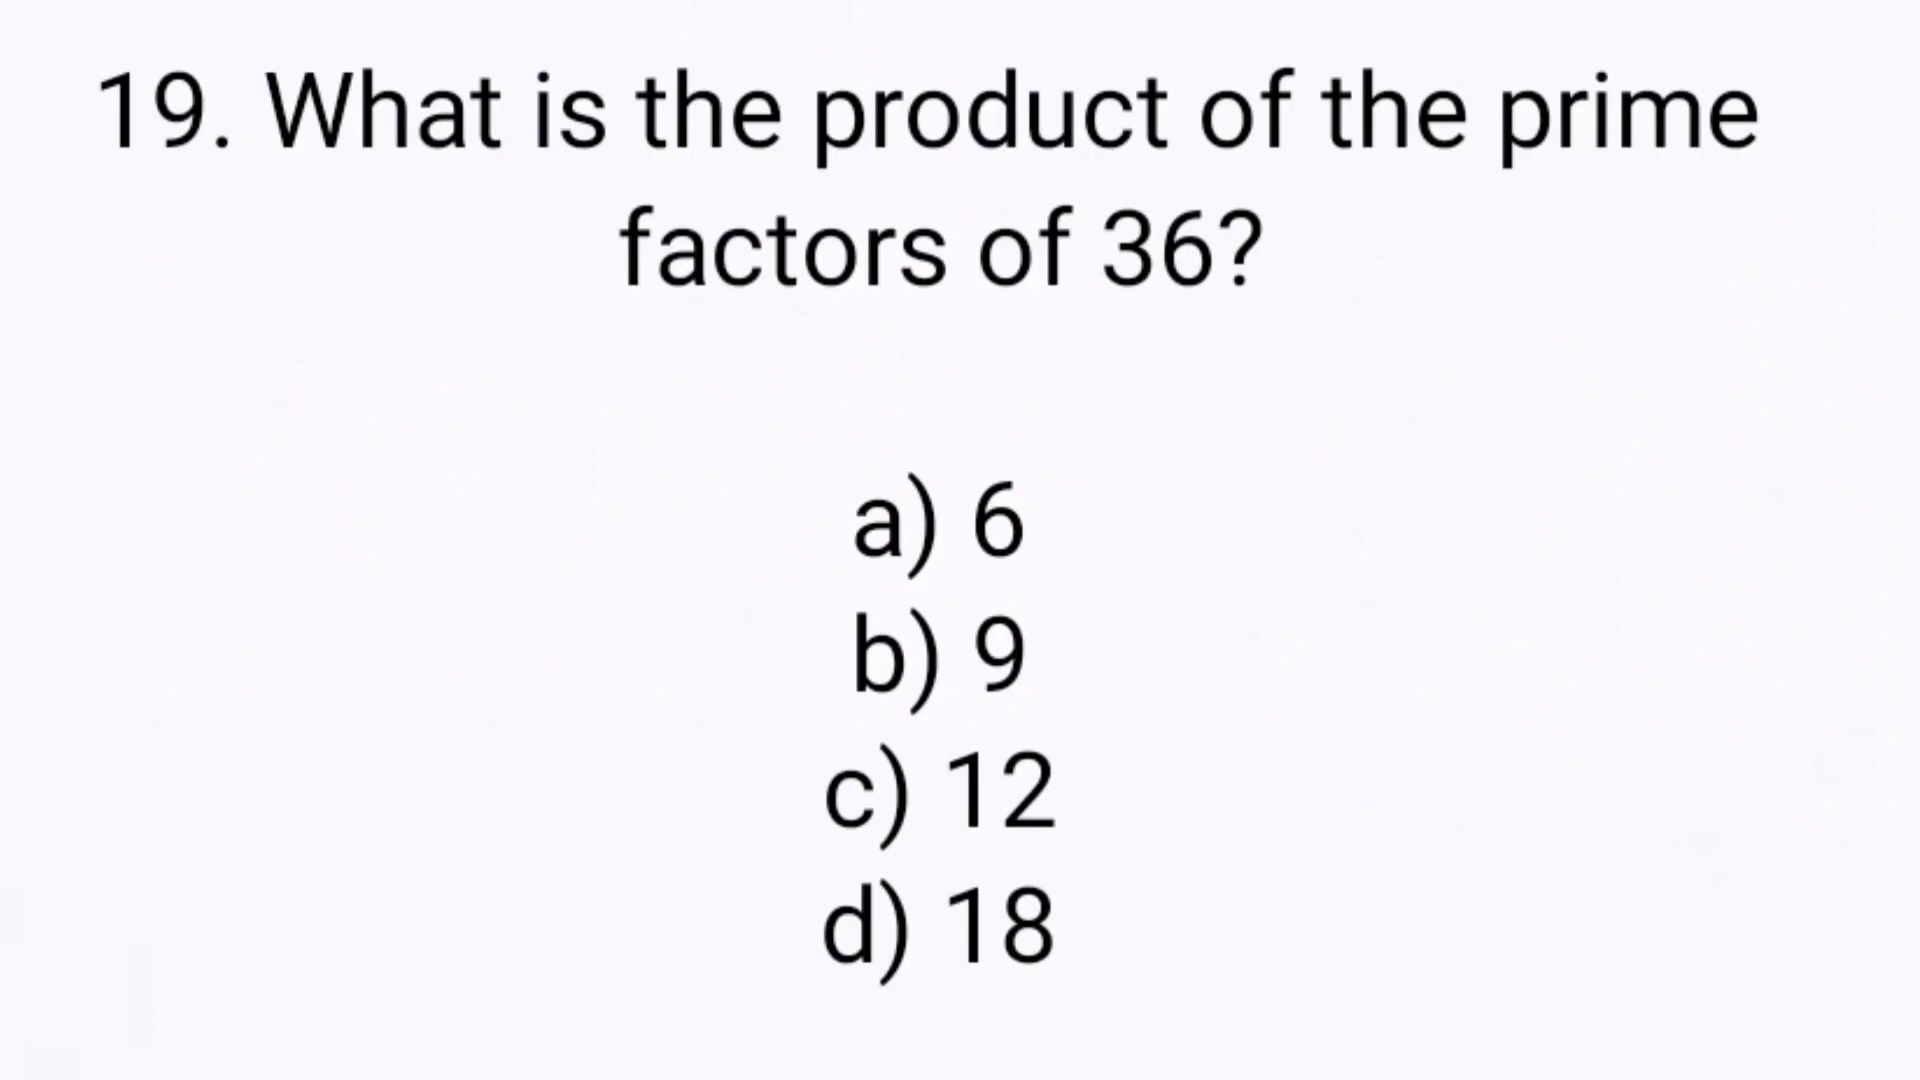 19. What is the product of the prime
factors of 36?
a) 6
b) 9
c) 12
d) 18